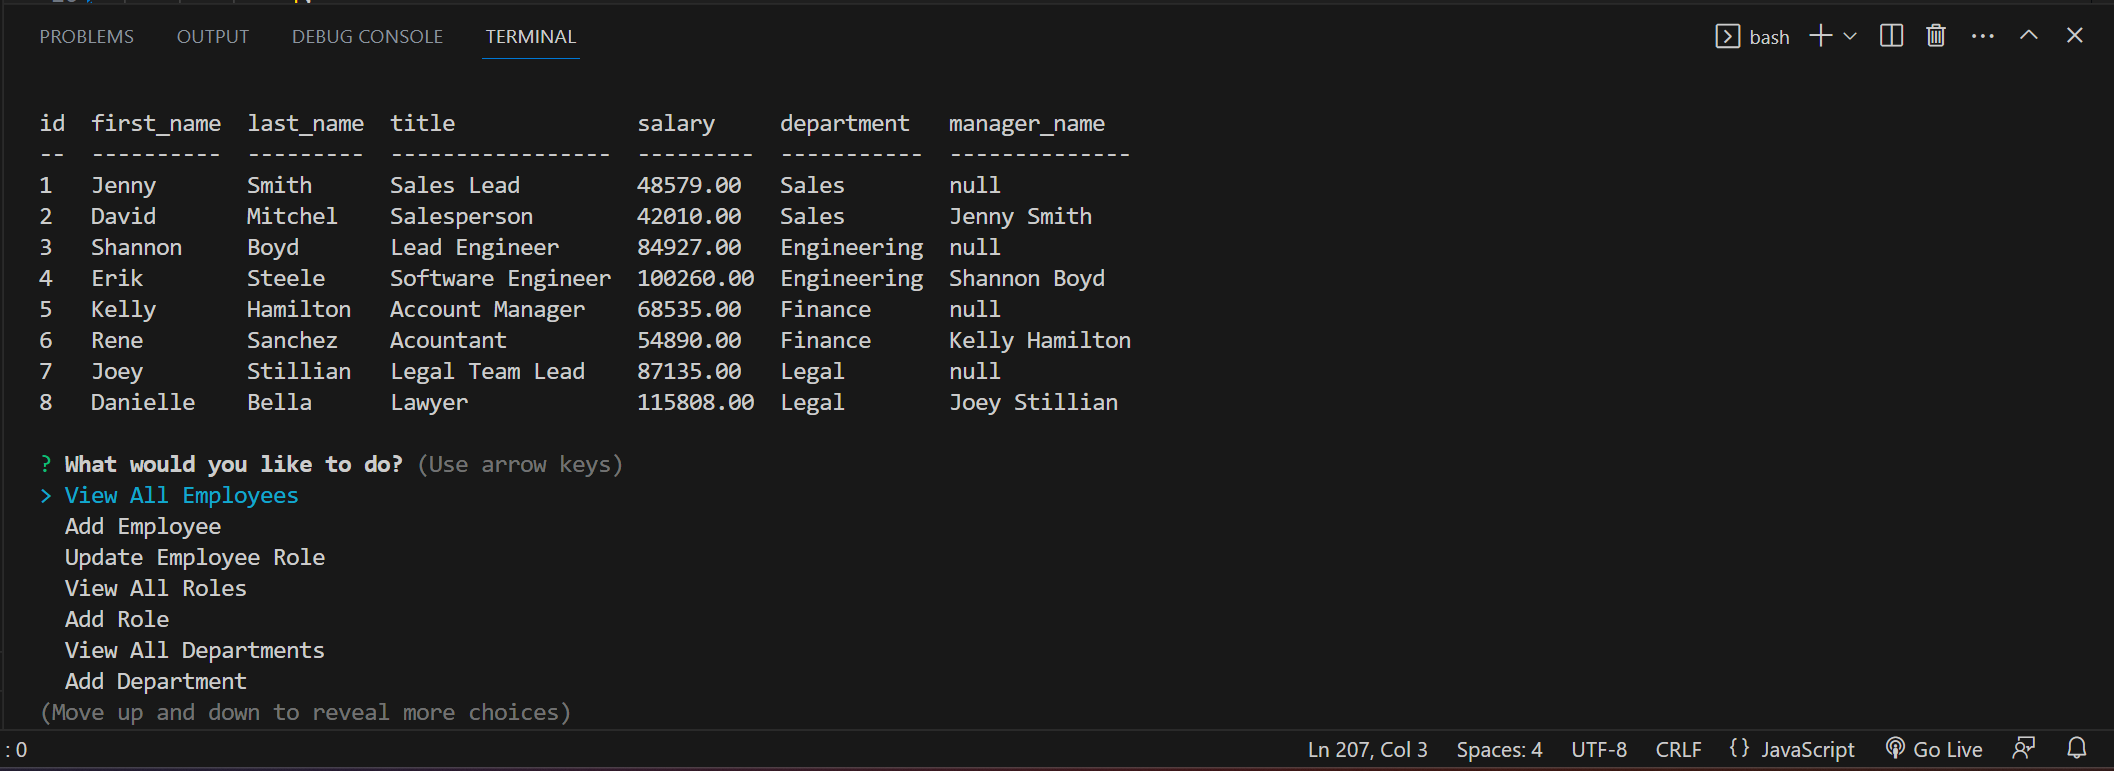 PROBLEMS OUTPUT DEBUG CONSOLE TERMINAL bash
id first_name last_name title salary department manager_name
-- ---------- --------- ----------------- --------- ----------- --------------
1 Jenny Smith Sales Lead 48579.00 Sales null
2 David Mitchel Salesperson 42010.00 Sales Jenny Smith
3 Shannon Boyd Lead Engineer 84927.00 Engineering null
4 Erik Steele Software Engineer 100260.00 Engineering Shannon Boyd
5 Kelly Hamilton Account Manager 68535.00 Finance null
6 Rene Sanchez Acountant 54890.00 Finance Kelly Hamilton
7 Joey Stillian Legal Team Lead 87135.00 Legal null
8 Danielle Bella Lawyer 115808.00 Legal Joey Stillian
? What would you like to do? (Use arrow keys)
> View All Employees
Add Employee
Update Employee Role
View All Roles
Add Role
View All Departments
Add Department
(Move up and down to reveal more choices)
: 0 Ln 207, Col 3 Spaces: 4 UTF-8 CRLF {} JavaScript Go Live